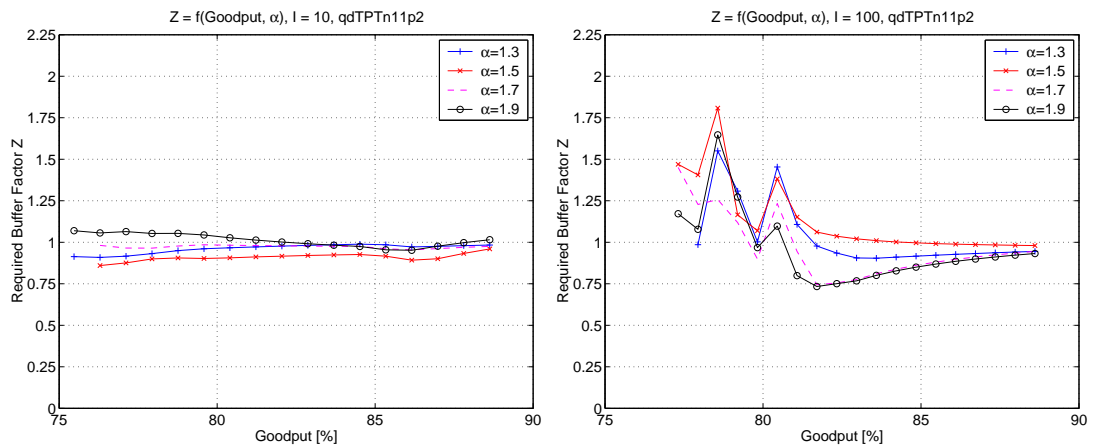 Z = f(Goodput, α), I = 10, qdTPTn11p2
2.25
2
1.75
1.5
1.25
1
0.75
0.5
0.25
0
Required Buffer Factor Z
75
80
85
90
Goodput [%]
α=1.3
α=1.5
α=1.7
α=1.9
Z = f(Goodput, α), I = 100, qdTPTn11p2
2.25
2
1.75
1.5
1.25
1
0.75
0.5
0.25
0
Required Buffer Factor Z
75
80
85
90
Goodput [%]
α=1.3
α=1.5
α=1.7
α=1.9